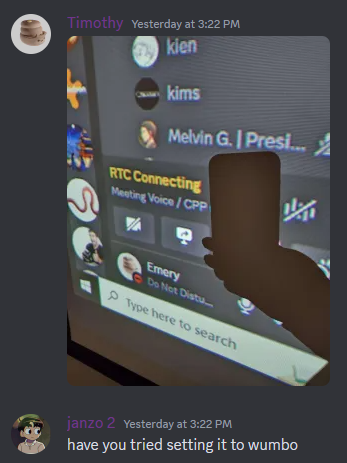 Timothy Yesterday at 3:22 PM
kien
kims
Melvin G. | Presi...
RTC Connecting
Meeting Voice / CPP
Emery
Do Not Distu...
Type here to search
janzo 2 Yesterday at 3:22 PM
have you tried setting it to wumbo